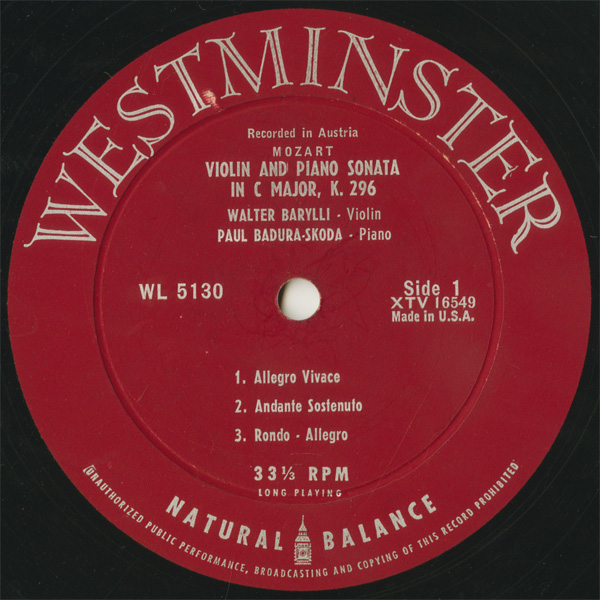 WESTMINSTER
Recorded in Austria
MOZART
VIOLIN AND PIANO SONATA
IN C MAJOR, K. 296
WALTER BARYLLI - Violin
PAUL BADURA-SKODA - Piano
WL 5130
Side 1
XTV 16549
Made in U.S.A.
1. Allegro Vivace
2. Andante Sostenuto
3. Rondo - Allegro
33⅓ RPM
LONG PLAYING
NATURAL BALANCE
(UNAUTHORIZED PUBLIC PERFORMANCE, BROADCASTING AND COPYING OF THIS RECORD PROHIBITED)